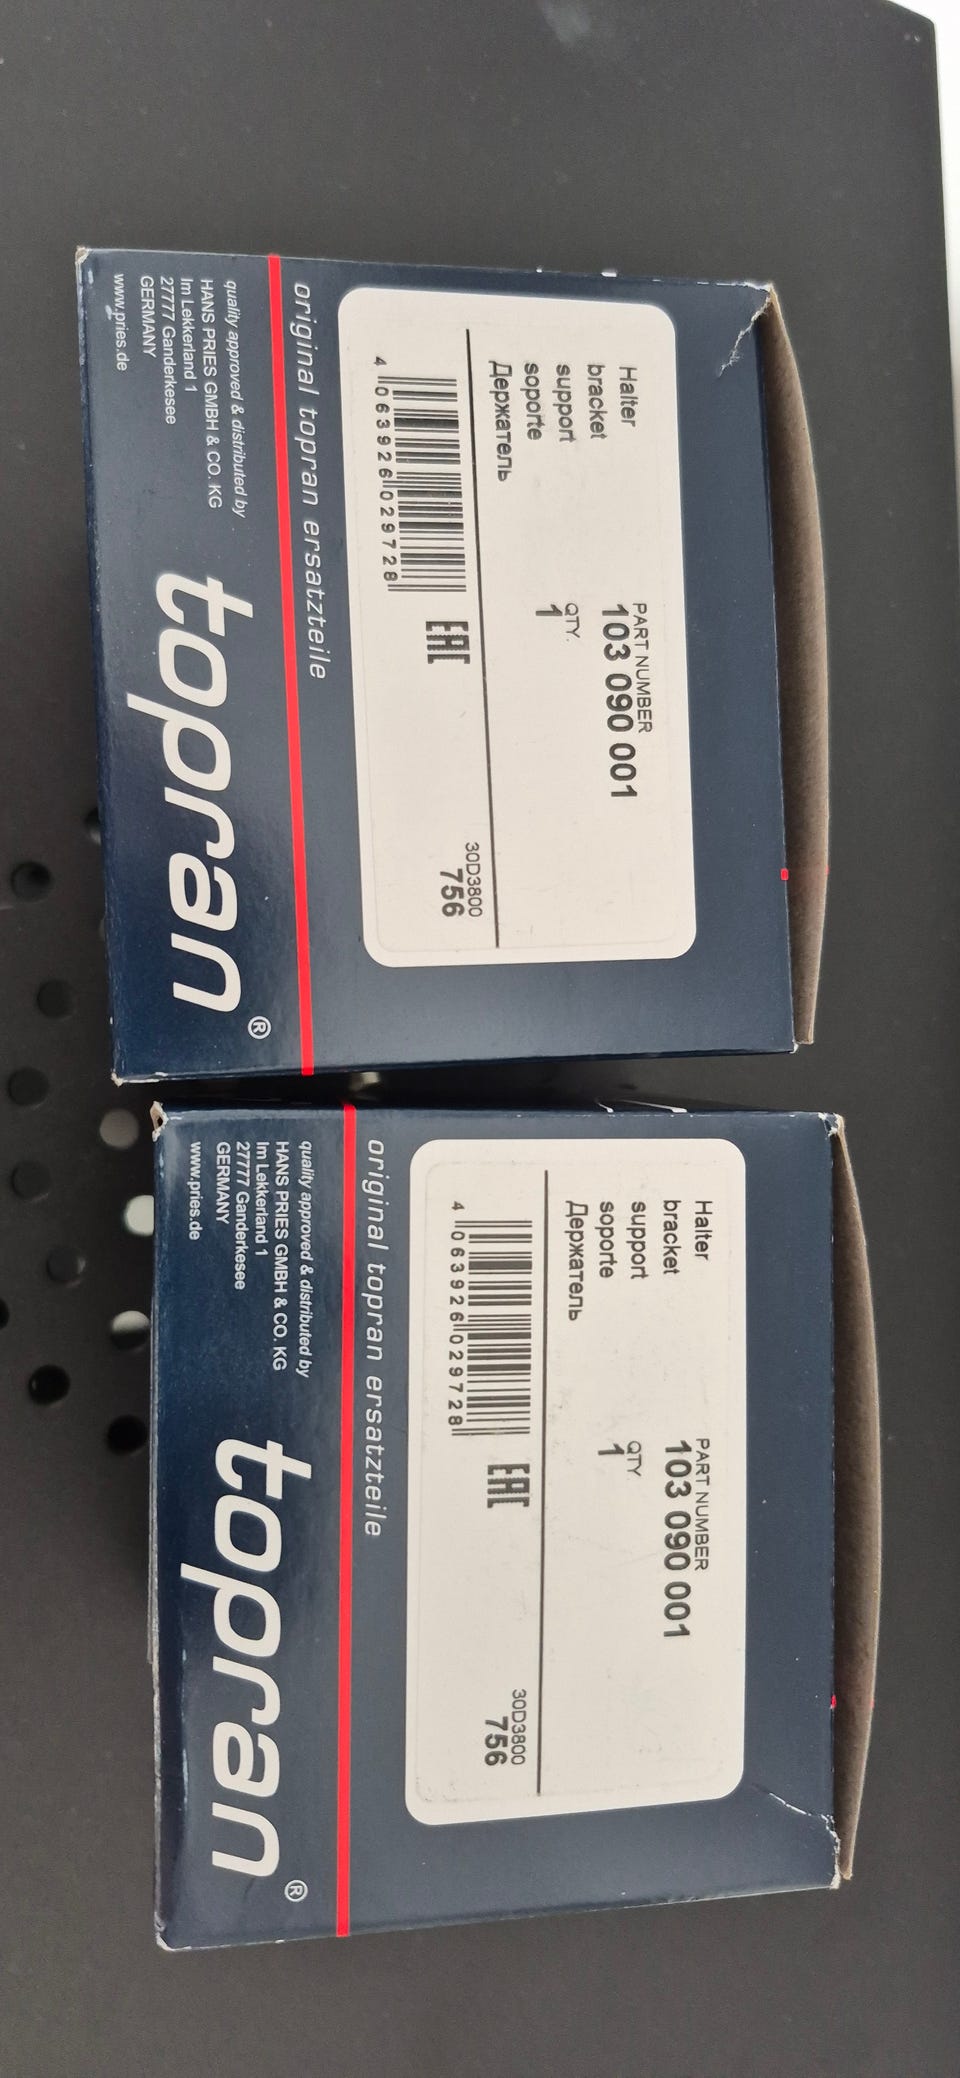 Halter
bracket
support
soporte
Держатель
PART NUMBER
103 090 001
QTY.
1
4 063926 029728
EAC
30D3800
756
original topran ersatzteile
quality approved & distributed by
HANS PRIES GMBH & CO. KG
Im Lekkerland 1
27777 Ganderkesee
GERMANY
www.pries.de
topran®
Halter
bracket
support
soporte
Держатель
PART NUMBER
103 090 001
QTY
1
4 063926 029728
EAC
30D3800
756
original topran ersatzteile
quality approved & distributed by
HANS PRIES GMBH & CO. KG
Im Lekkerland 1
27777 Ganderkesee
GERMANY
www.pries.de
topran®